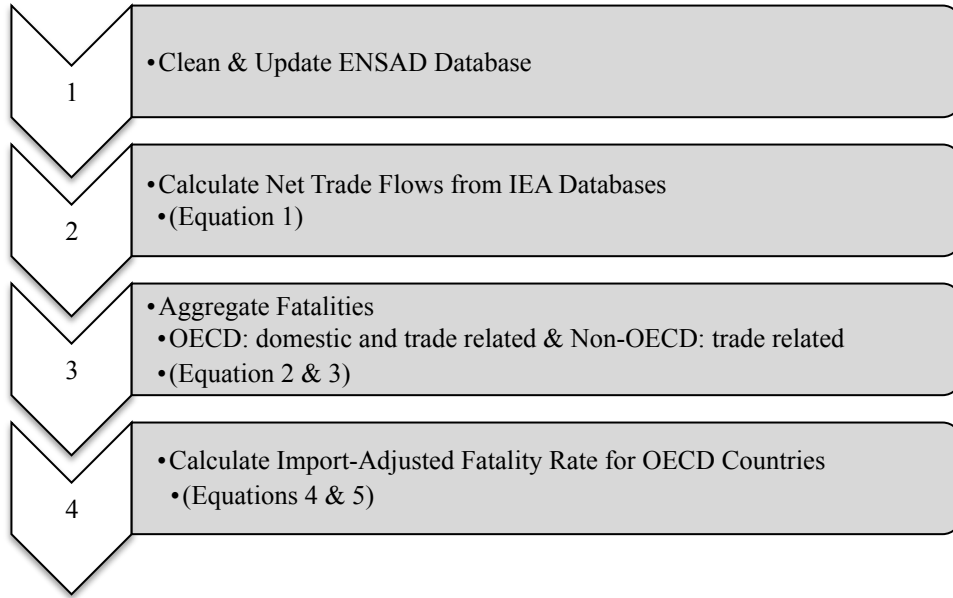 1
•Clean & Update ENSAD Database
2
•Calculate Net Trade Flows from IEA Databases
•(Equation 1)
3
•Aggregate Fatalities
•OECD: domestic and trade related & Non-OECD: trade related
•(Equation 2 & 3)
4
•Calculate Import-Adjusted Fatality Rate for OECD Countries
•(Equations 4 & 5)